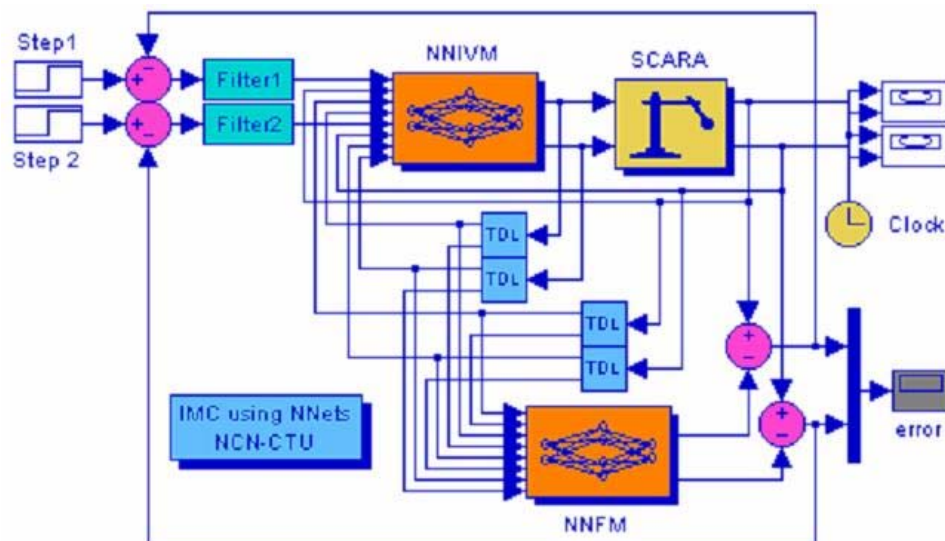 Step1
NNIVM
SCARA
Filter1
Filter2
Step 2
TDL
Clock
TDL
TDL
TDL
IMC using NNets
NCN-CTU
error
NNFM